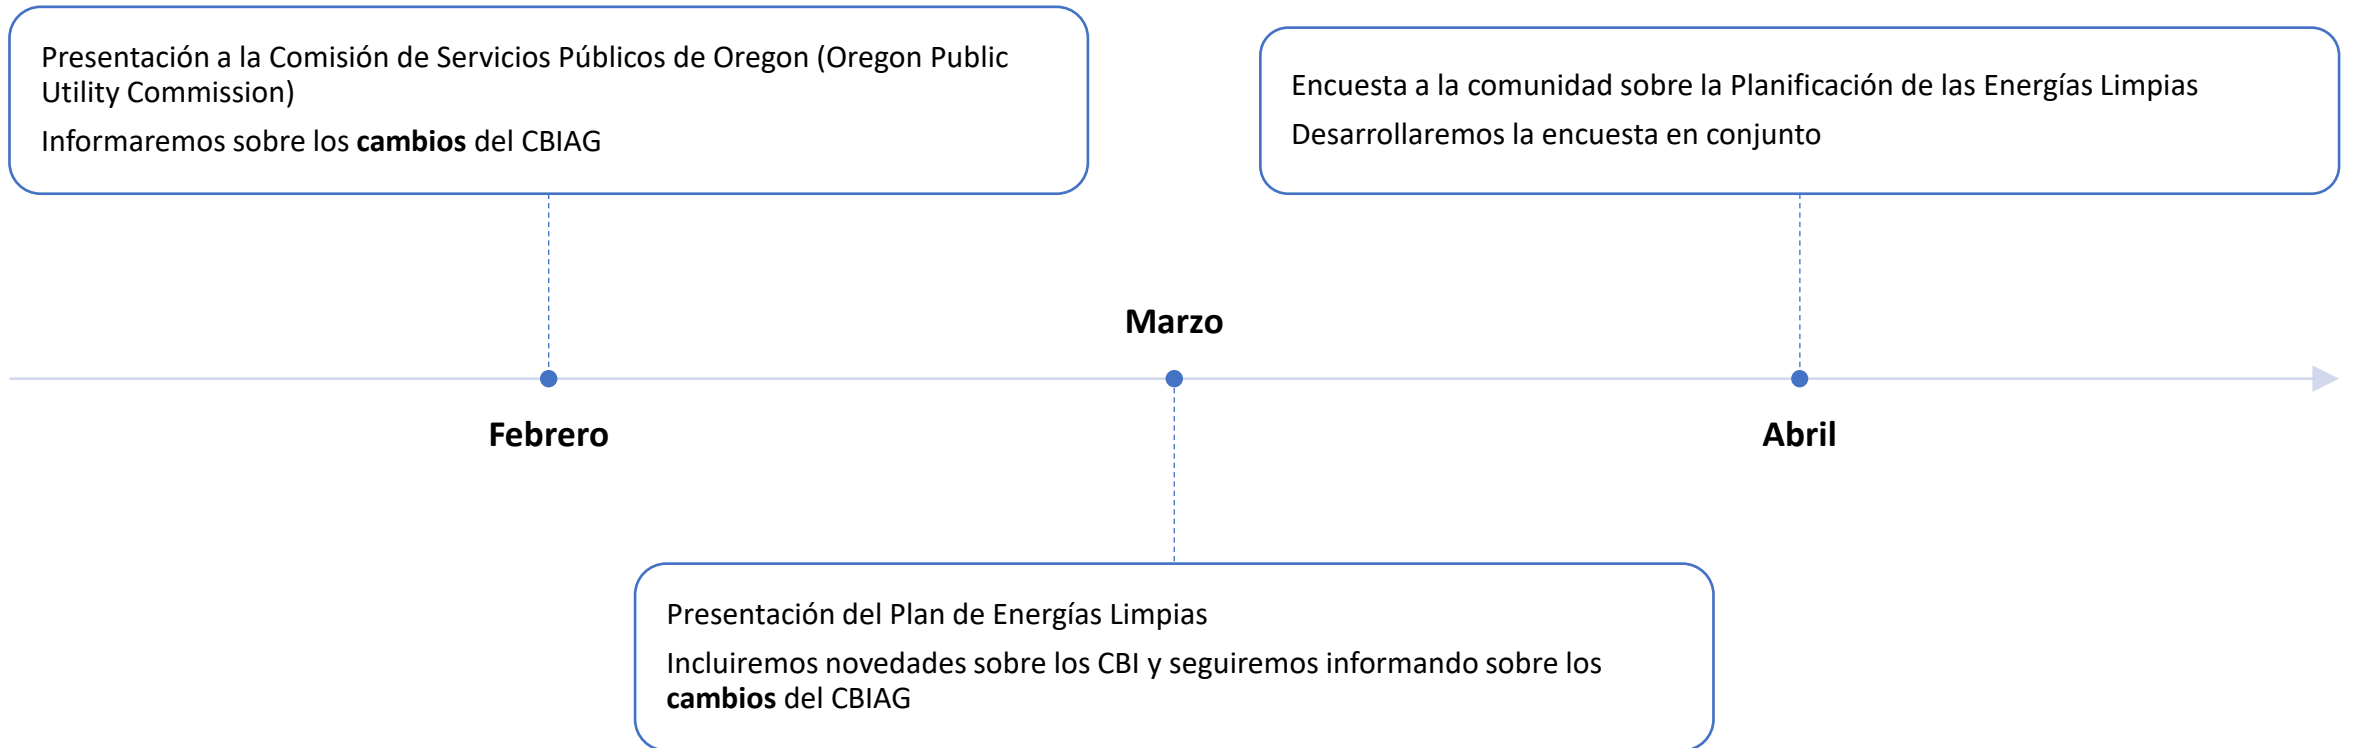 Presentación a la Comisión de Servicios Públicos de Oregon (Oregon Public
Utility Commission)
Informaremos sobre los cambios del CBIAG
Encuesta a la comunidad sobre la Planificación de las Energías Limpias
Desarrollaremos la encuesta en conjunto
Marzo
Febrero
Abril
Presentación del Plan de Energías Limpias
Incluiremos novedades sobre los CBI y seguiremos informando sobre los
cambios del CBIAG